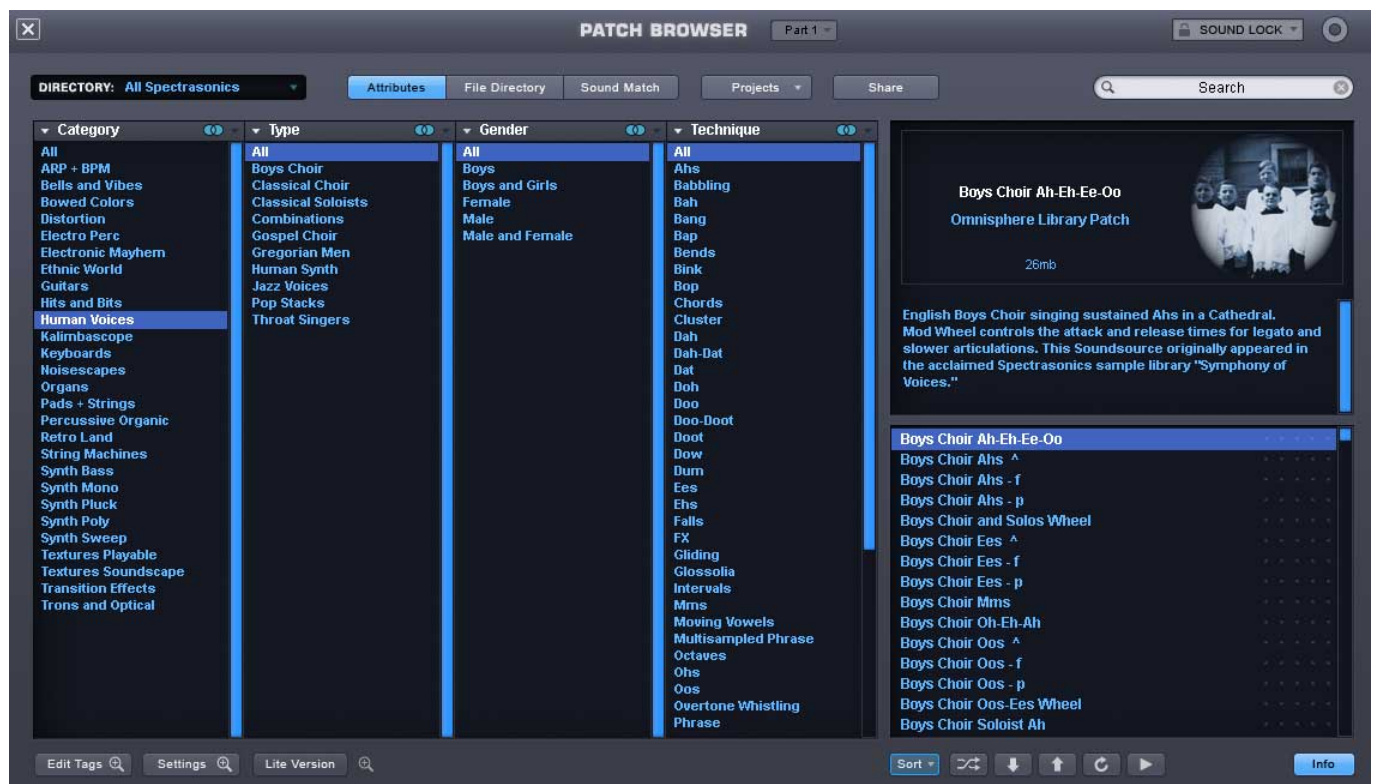 PATCH BROWSER
Part 1
SOUND LOCK
DIRECTORY: All Spectrasonics
Attributes
File Directory
Sound Match
Projects
Share
Search
Category
All
ARP + BPM
Bells and Vibes
Bowed Colors
Distortion
Electro Perc
Electronic Mayhem
Ethnic World
Guitars
Hits and Bits
Human Voices
Kalimbascope
Keyboards
Noisescapes
Organs
Pads + Strings
Percussive Organic
Retro Land
String Machines
Synth Bass
Synth Mono
Synth Pluck
Synth Poly
Synth Sweep
Textures Playable
Textures Soundscape
Transition Effects
Trons and Optical
Type
All
Boys Choir
Classical Choir
Classical Soloists
Combinations
Gospel Choir
Gregorian Men
Human Synth
Jazz Voices
Pop Stacks
Throat Singers
Gender
All
Boys
Boys and Girls
Female
Male
Male and Female
Technique
All
Ahs
Babbling
Bah
Bang
Bap
Bends
Bink
Bop
Chords
Cluster
Dah
Dah-Dat
Dat
Doh
Doo
Doo-Doot
Doot
Dow
Dum
Ees
Ehs
Falls
FX
Gliding
Glossolia
Intervals
Mms
Moving Vowels
Multisampled Phrase
Octaves
Ohs
Oos
Overtone Whistling
Phrase
Boys Choir Ah-Eh-Ee-Oo
Omnisphere Library Patch
26mb
English Boys Choir singing sustained Ahs in a Cathedral.
Mod Wheel controls the attack and release times for legato and
slower articulations. This Soundsource originally appeared in
the acclaimed Spectrasonics sample library "Symphony of
Voices."
Boys Choir Ah-Eh-Ee-Oo
Boys Choir Ahs ^
Boys Choir Ahs - f
Boys Choir Ahs - p
Boys Choir and Solos Wheel
Boys Choir Ees ^
Boys Choir Ees - f
Boys Choir Ees - p
Boys Choir Mms
Boys Choir Oh-Eh-Ah
Boys Choir Oos ^
Boys Choir Oos - f
Boys Choir Oos - p
Boys Choir Oos-Ees Wheel
Boys Choir Soloist Ah
Edit Tags
Settings
Lite Version
Sort
Info